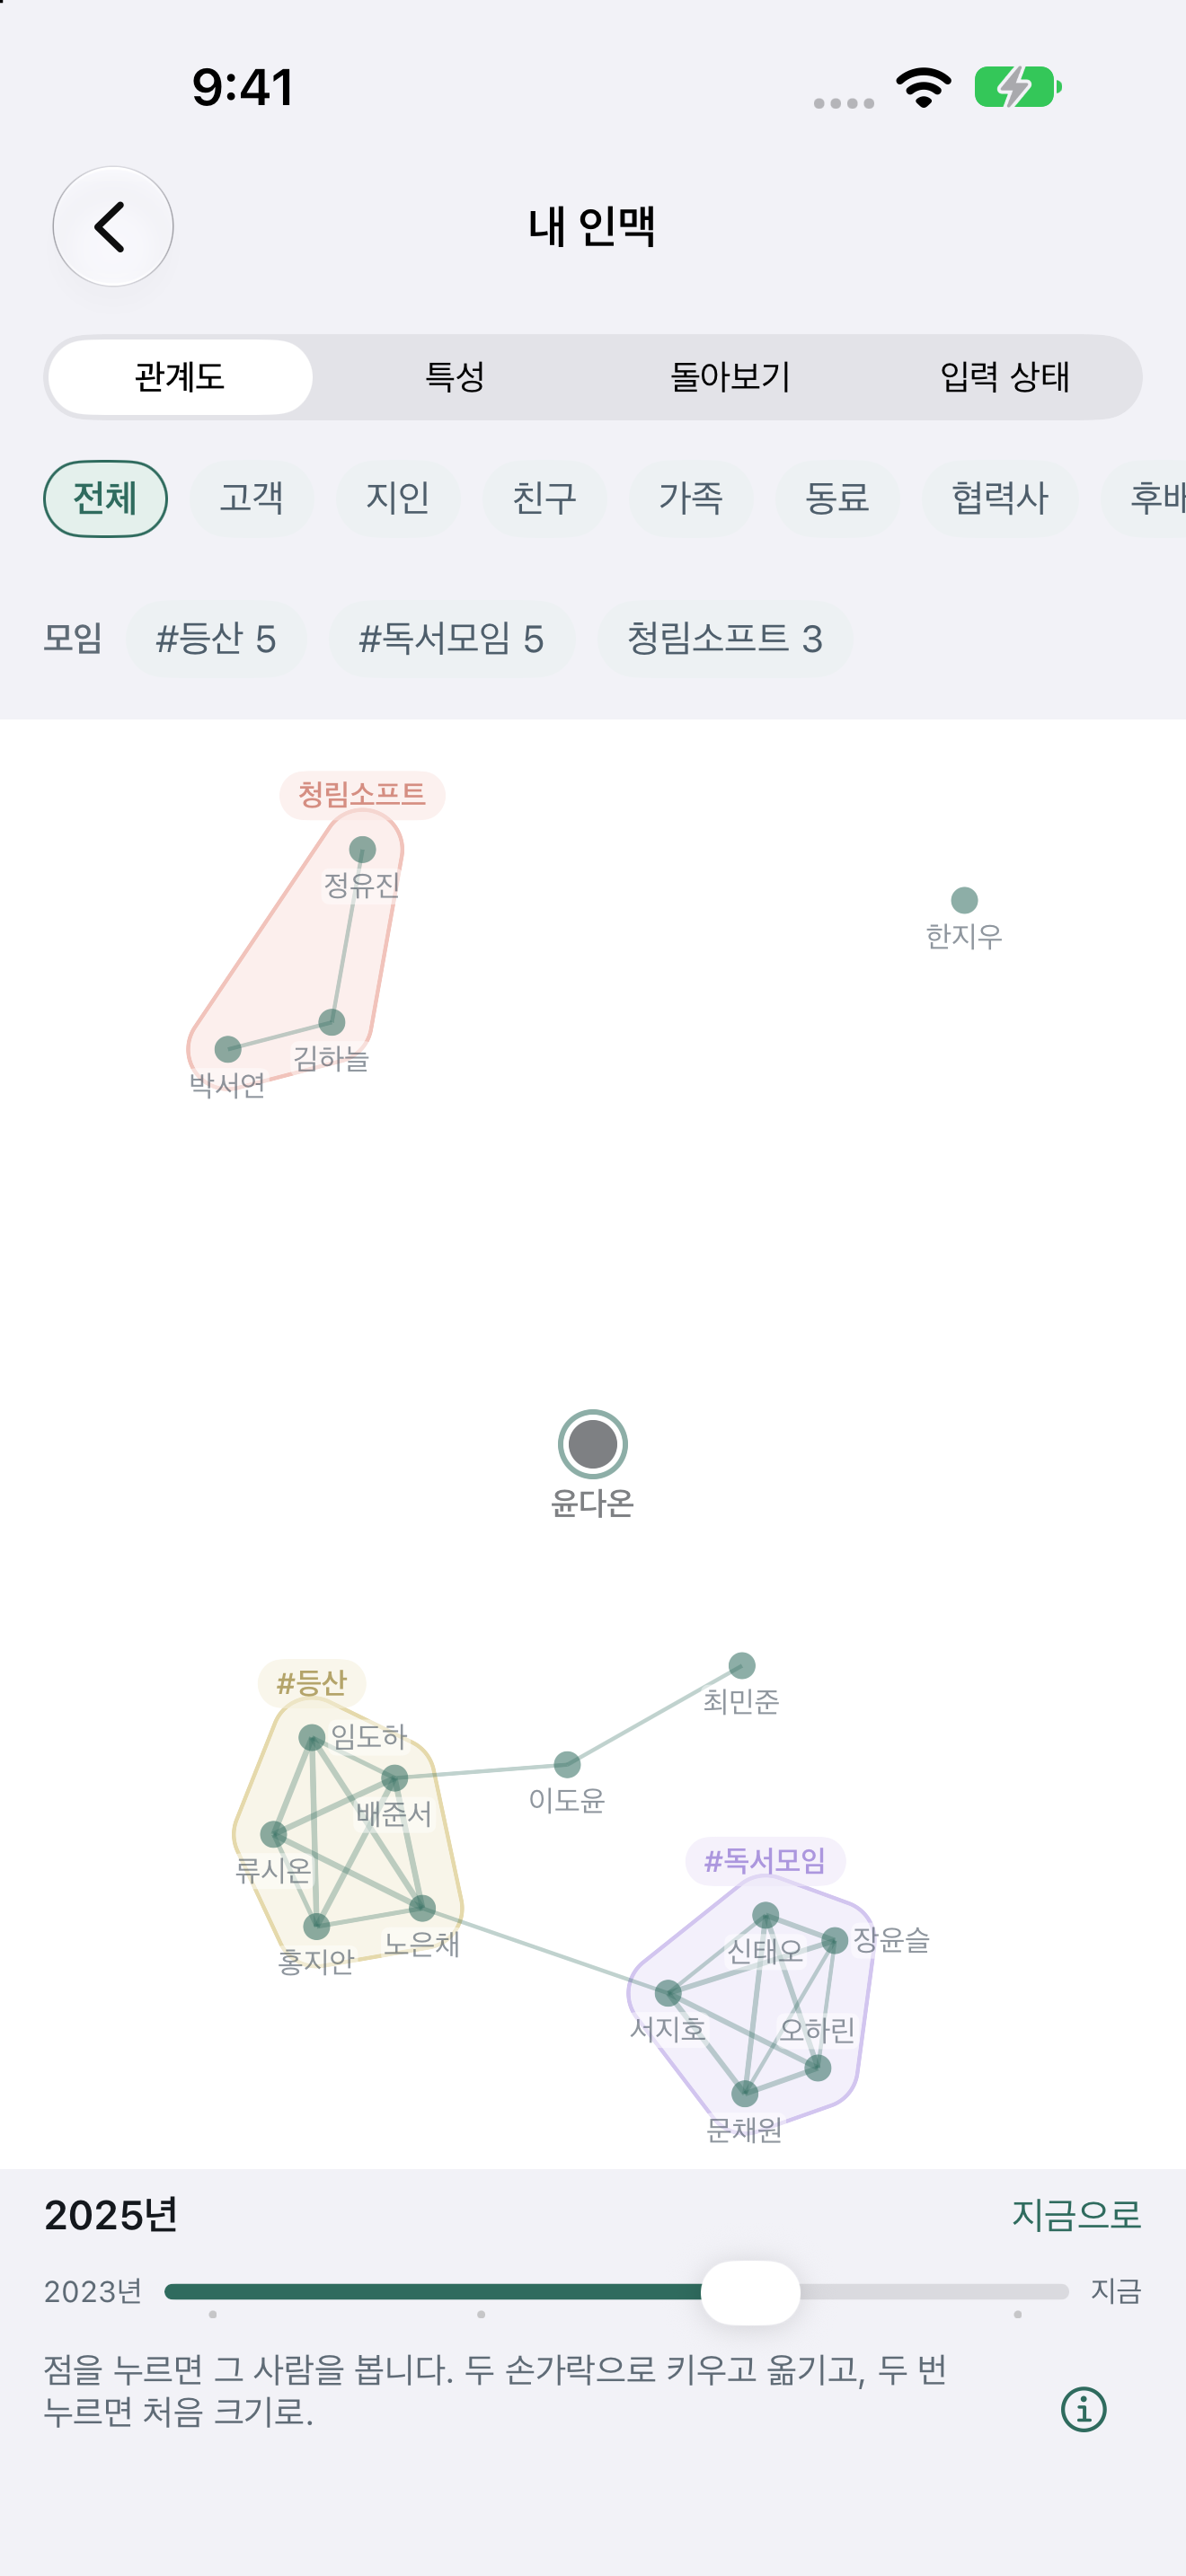 9:41
내 인맥
관계도 특성 돌아보기 입력 상태
전체 고객 지인 친구 가족 동료 협력사 후배
모임 #등산 5 #독서모임 5 청림소프트 3
청림소프트
정유진
한지우
김하늘
박서연
윤다온
#등산
최민준
임도하
이도윤
배준서
#독서모임
류시온
장윤슬
노은채
신태오
홍지안
서지호
오하린
문채원
2025년 지금으로
2023년 지금
점을 누르면 그 사람을 봅니다. 두 손가락으로 키우고 옮기고, 두 번
누르면 처음 크기로.